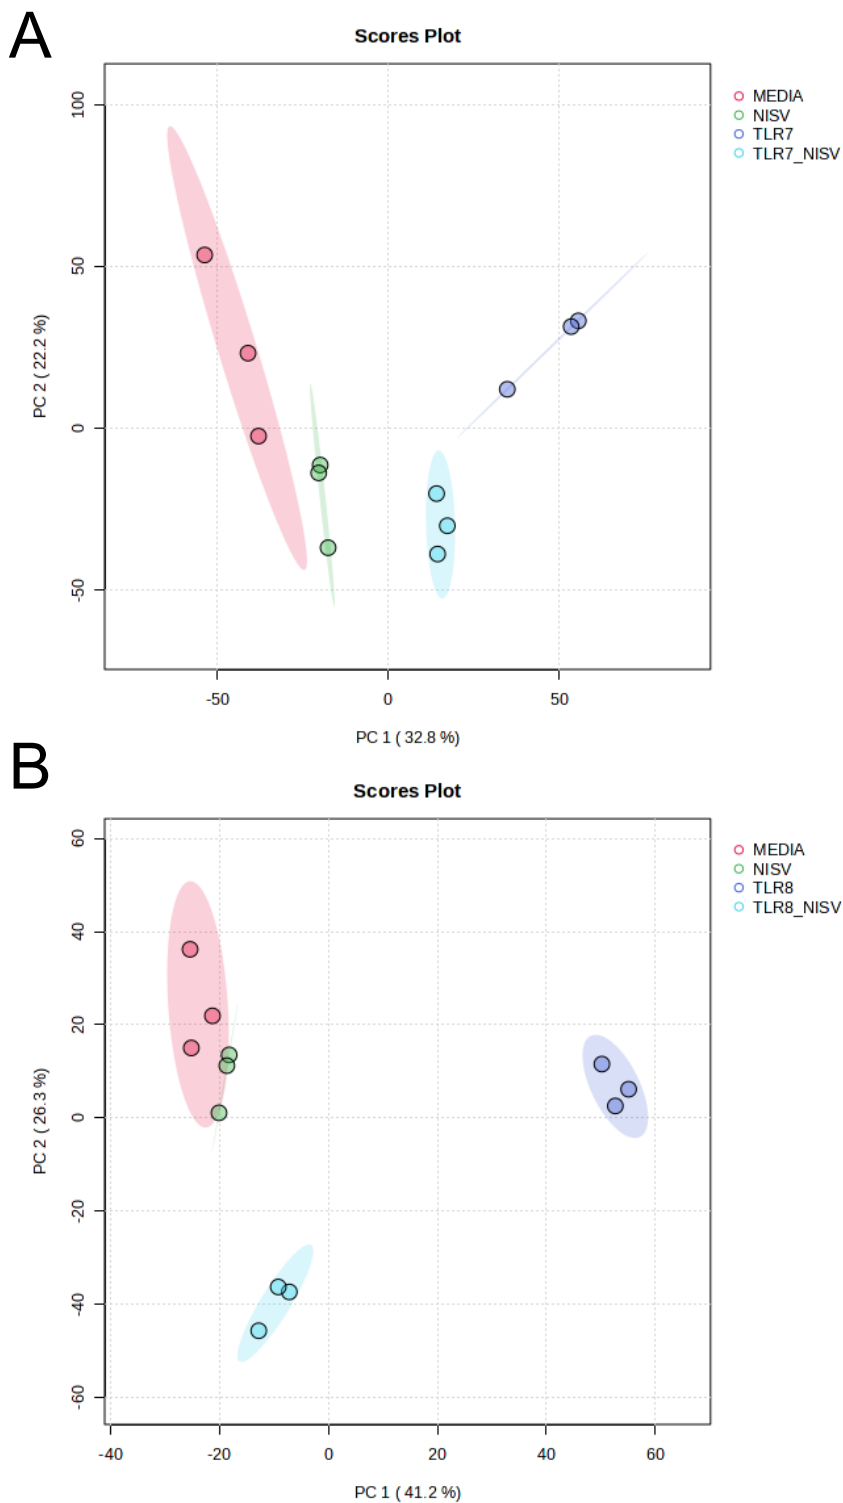 A
Scores Plot
MEDIA
NISV
TLR7
TLR7_NISV
100
50
0
-50
PC 2 ( 22.2 %)
-50
0
50
PC 1 ( 32.8 %)
B
Scores Plot
MEDIA
NISV
TLR8
TLR8_NISV
60
40
20
0
-20
-40
-60
PC 2 ( 26.3 %)
-40
-20
0
20
40
60
PC 1 ( 41.2 %)